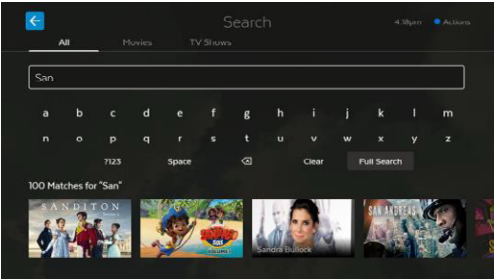 Search
4.18pm Actions
All Movies TV Shows
San
a b c d e f g h i j k l m
n o p q r s t u v w x y z
?123 Space Clear Full Search
100 Matches for "San"
SANDITON
Sandra Bullock
SAN ANDREAS